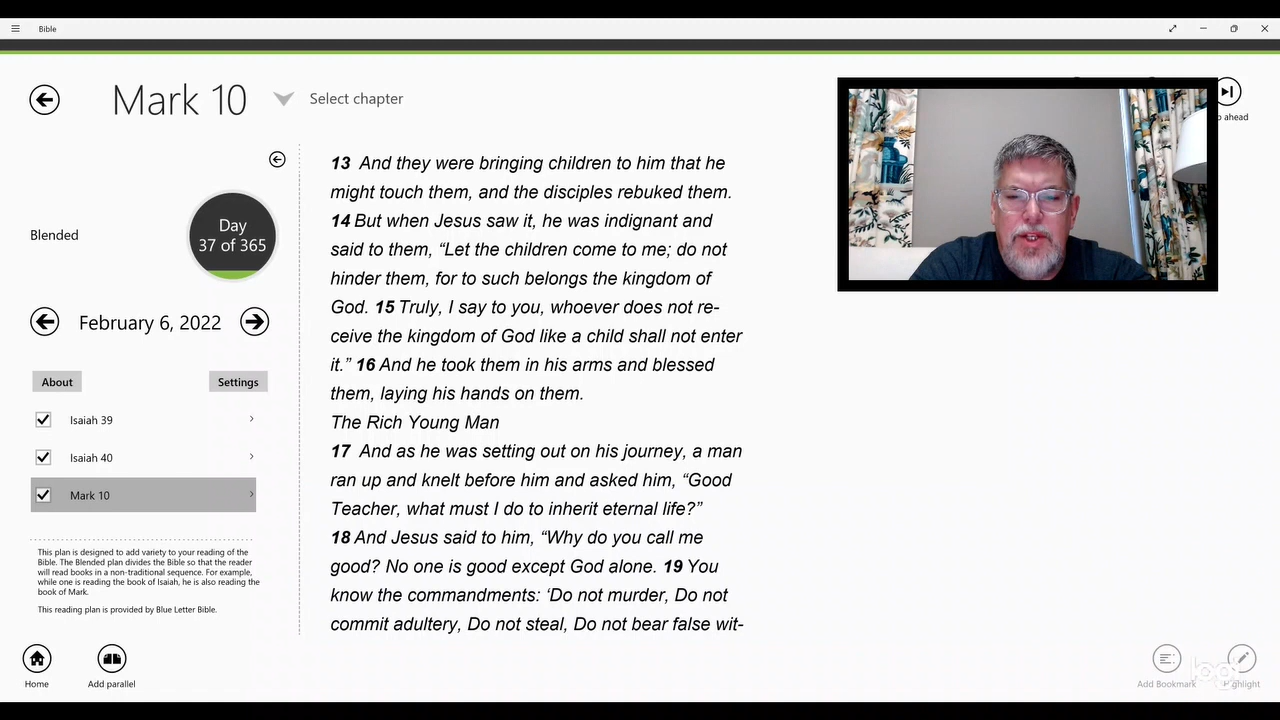 Bible
Mark 10
Select chapter
p ahead
Blended
Day
37 of 365
February 6, 2022
About
Settings
Isaiah 39
Isaiah 40
Mark 10
This plan is designed to add variety to your reading of the
Bible. The Blended plan divides the Bible so that the reader
will read books in a non-traditional sequence. For example,
while one is reading the book of Isaiah, he is also reading the
book of Mark.
This reading plan is provided by Blue Letter Bible.
13 And they were bringing children to him that he
might touch them, and the disciples rebuked them.
14 But when Jesus saw it, he was indignant and
said to them, “Let the children come to me; do not
hinder them, for to such belongs the kingdom of
God. 15 Truly, I say to you, whoever does not re-
ceive the kingdom of God like a child shall not enter
it.” 16 And he took them in his arms and blessed
them, laying his hands on them.
The Rich Young Man
17 And as he was setting out on his journey, a man
ran up and knelt before him and asked him, “Good
Teacher, what must I do to inherit eternal life?”
18 And Jesus said to him, “Why do you call me
good? No one is good except God alone. 19 You
know the commandments: ‘Do not murder, Do not
commit adultery, Do not steal, Do not bear false wit-
Home
Add parallel
Add Bookmark
Highlight
logi